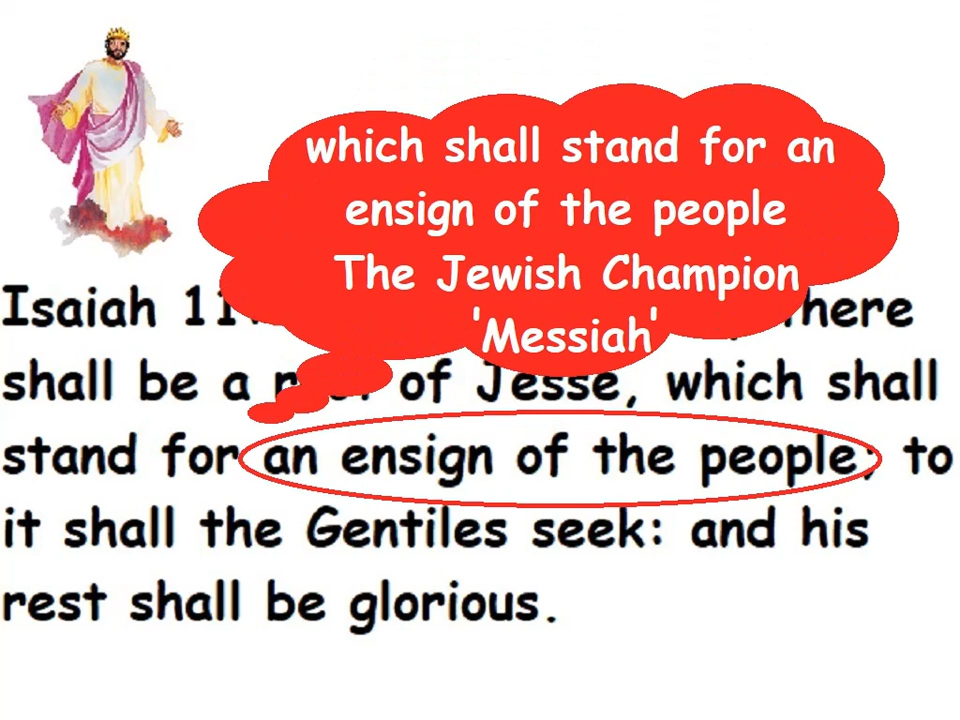 which shall stand for an
ensign of the people
The Jewish Champion
'Messiah'
Isaiah 11 here
shall be a of Jesse, which shall
stand for an ensign of the people; to
it shall the Gentiles seek: and his
rest shall be glorious.